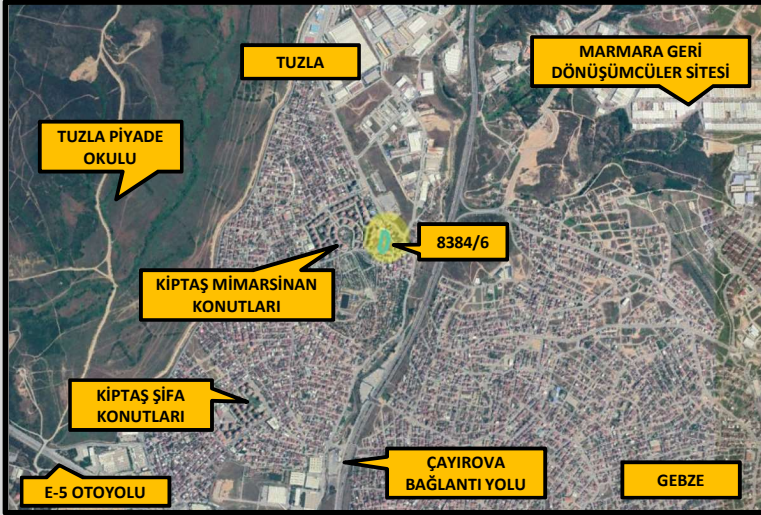 TUZLA
MARMARA GERİ
DÖNÜŞÜMCÜLER SİTESİ
TUZLA PİYADE
OKULU
8384/6
KİPTAŞ MİMARSİNAN
KONUTLARI
KİPTAŞ ŞİFA
KONUTLARI
ÇAYIROVA
BAĞLANTI YOLU
GEBZE
E-5 OTOYOLU